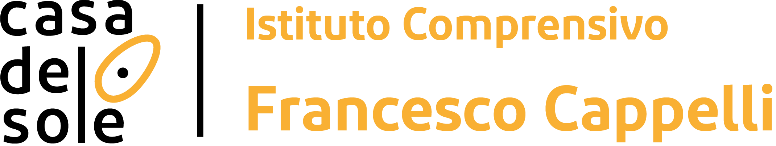 casa
del
sole
Istituto Comprensivo
Francesco Cappelli